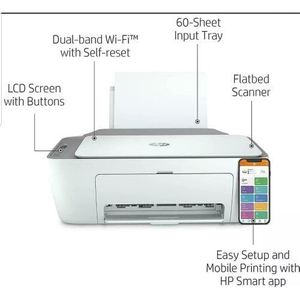 60-Sheet
Input Tray
Dual-band Wi-Fi™
with Self-reset
LCD Screen
with Buttons
Flatbed
Scanner
hp
Easy Setup and
Mobile Printing with
HP Smart app